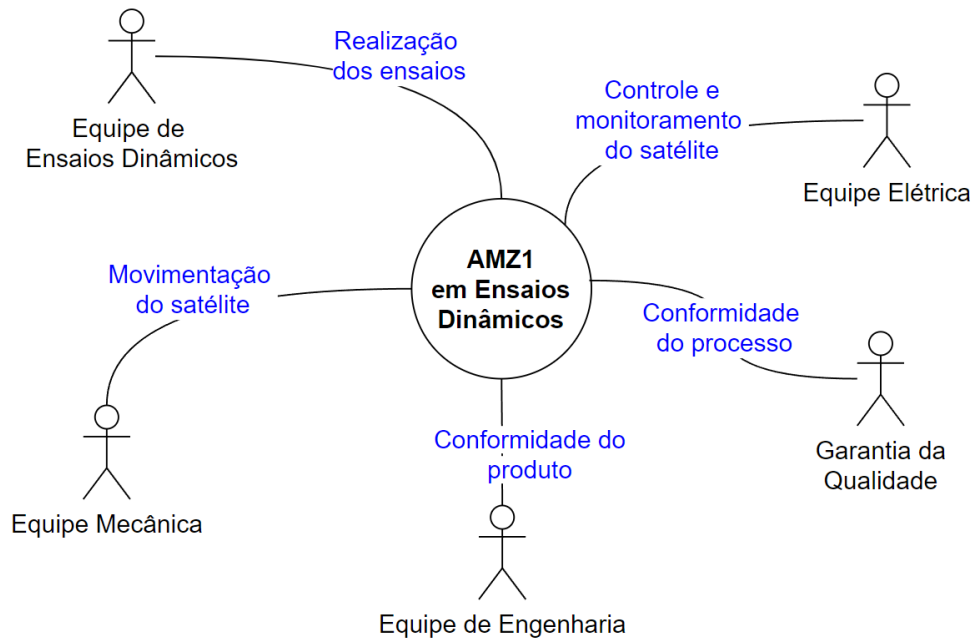 Realização
dos ensaios
Equipe de
Ensaios Dinâmicos
Controle e
monitoramento
do satélite
Equipe Elétrica
AMZ1
em Ensaios
Dinâmicos
Movimentação
do satélite
Conformidade
do processo
Equipe Mecânica
Conformidade do
produto
Garantia da
Qualidade
Equipe de Engenharia